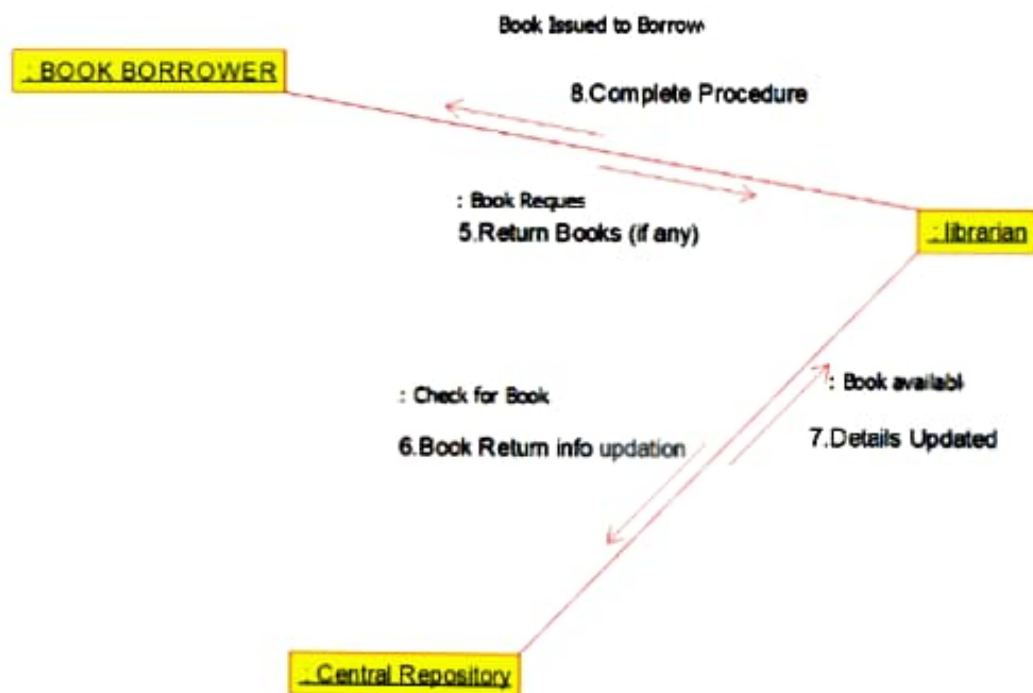 Book Issued to Borrow
: BOOK BORROWER
8.Complete Procedure
: Book Reques
5.Return Books (if any)
: librarian
: Check for Book
: Book availabl
6.Book Return info updation
7.Details Updated
: Central Repository